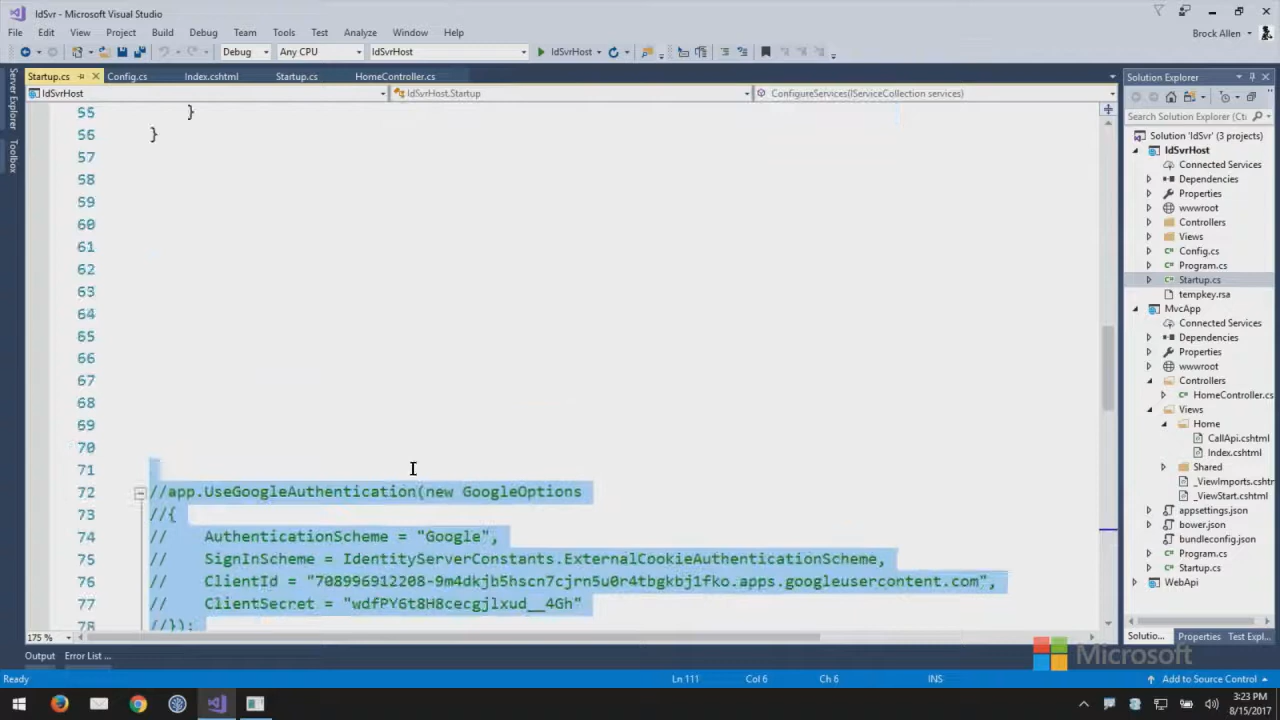 IdSvr - Microsoft Visual Studio
File Edit View Project Build Debug Team Tools Test Analyze Window Help
Brock Allen
Debug Any CPU IdSvrHost IdSvrHost
Startup.cs Config.cs Index.cshtml Startup.cs HomeController.cs
IdSvrHost IdSvrHost.Startup ConfigureServices(IServiceCollection services)
Server Explorer
Toolbox
55 }
56 }
57
58
59
60
61
62
63
64
65
66
67
68
69
70
71
72 //app.UseGoogleAuthentication(new GoogleOptions
73 //{
74 // AuthenticationScheme = "Google",
75 // SignInScheme = IdentityServerConstants.ExternalCookieAuthenticationScheme,
76 // ClientId = "708996912208-9m4dkjb5hscn7cjrn5u0r4tbgkbj1fko.apps.googleusercontent.com",
77 // ClientSecret = "wdfPY6t8H8cecgjlxud__4Gh"
78 //});
175 %
Solution Explorer
Search Solution Explorer (Ctrl
Solution 'IdSvr' (3 projects)
IdSvrHost
Connected Services
Dependencies
Properties
wwwroot
Controllers
Views
Config.cs
Program.cs
Startup.cs
tempkey.rsa
MvcApp
Connected Services
Dependencies
Properties
wwwroot
Controllers
HomeController.cs
Views
Home
CallApi.cshtml
Index.cshtml
Shared
_ViewImports.cshtm
_ViewStart.cshtml
appsettings.json
bower.json
bundleconfig.json
Program.cs
Startup.cs
WebApi
Solutio... Properties Test Expl...
Output Error List ...
Microsoft
Ready Ln 111 Col 6 Ch 6 INS Add to Source Control
3:23 PM
8/15/2017